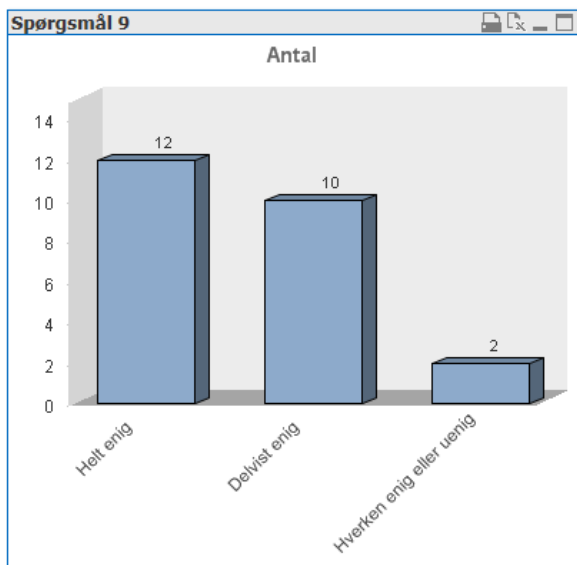 Spørgsmål 9
Antal
14
12
10
8
6
4
2
0
12
10
2
Helt enig
Delvist enig
Hverken enig eller uenig